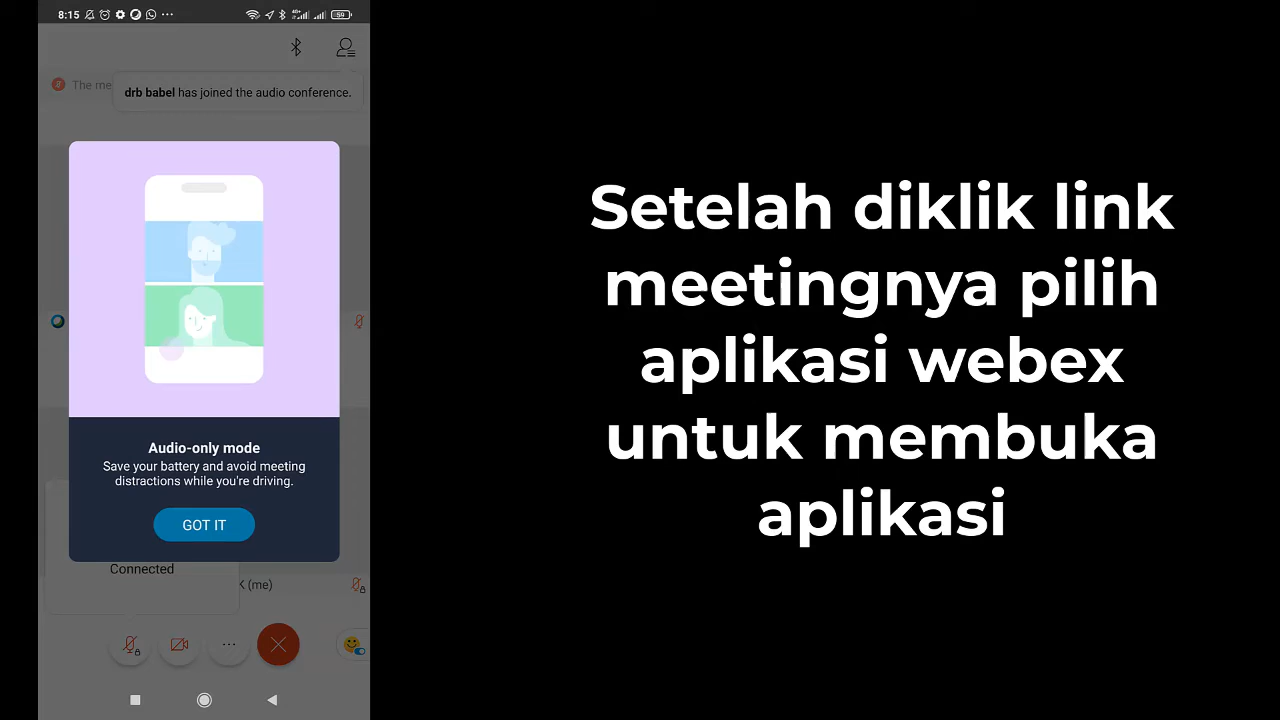 8:15
59
The me
drb babel has joined the audio conference.
Audio-only mode
Save your battery and avoid meeting
distractions while you're driving.
GOT IT
Connected
K (me)
Setelah diklik link
meetingnya pilih
aplikasi webex
untuk membuka
aplikasi